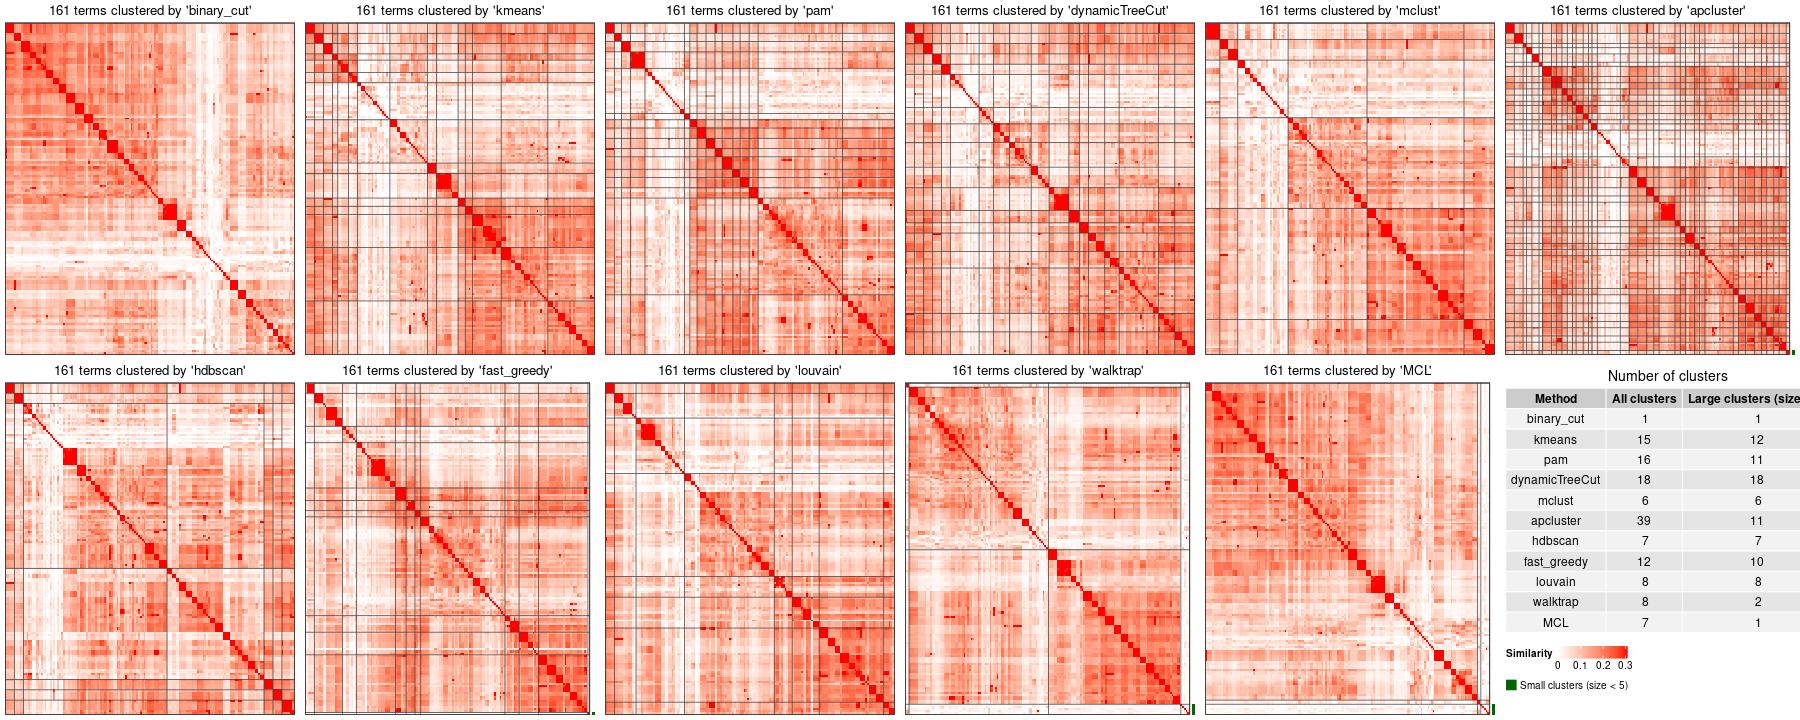 161 terms clustered by 'binary_cut'
161 terms clustered by 'kmeans'
161 terms clustered by 'pam'
161 terms clustered by 'dynamicTreeCut'
161 terms clustered by 'mclust'
161 terms clustered by 'apcluster'
161 terms clustered by 'hdbscan'
161 terms clustered by 'fast_greedy'
161 terms clustered by 'louvain'
161 terms clustered by 'walktrap'
161 terms clustered by 'MCL'
Number of clusters
Method All clusters Large clusters (size
binary_cut 1 1
kmeans 15 12
pam 16 11
dynamicTreeCut 18 18
mclust 6 6
apcluster 39 11
hdbscan 7 7
fast_greedy 12 10
louvain 8 8
walktrap 8 2
MCL 7 1
Similarity
0 0.1 0.2 0.3
Small clusters (size < 5)